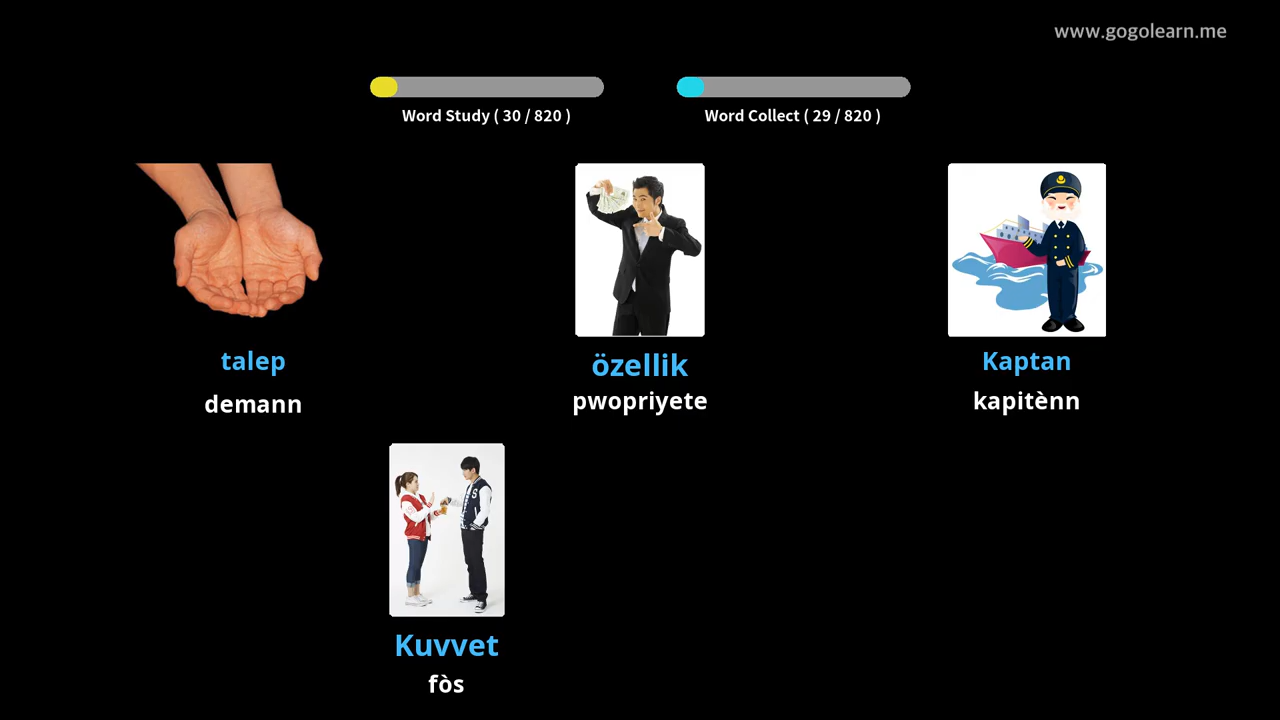 www.gogolearn.me
Word Study ( 30 / 820 )
Word Collect ( 29 / 820 )
talep
demann
özellik
pwopriyete
Kaptan
kapitènn
Kuvvet
fòs